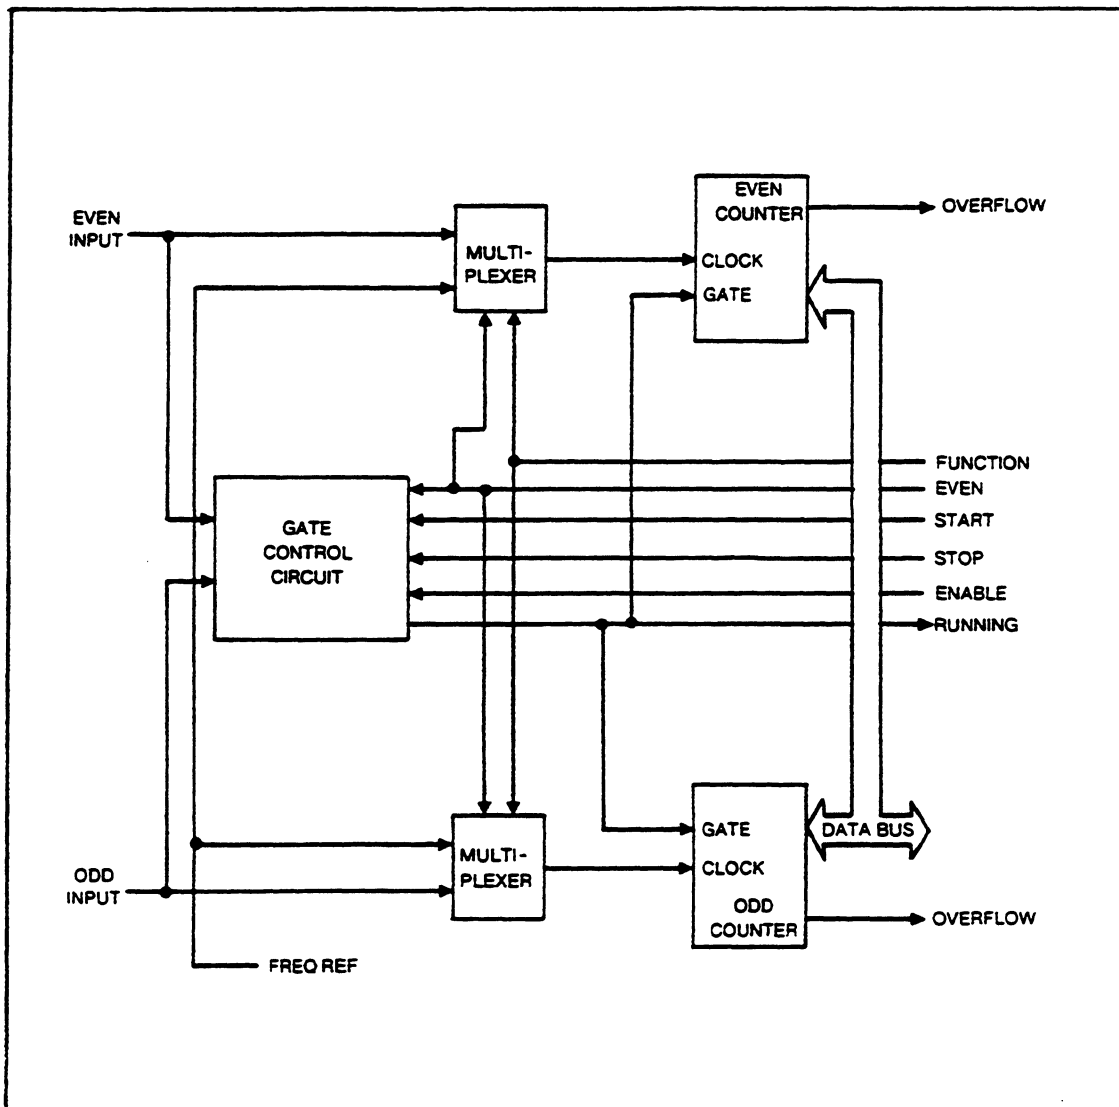 EVEN
INPUT
MULTI-
PLEXER
EVEN
COUNTER
CLOCK
GATE
OVERFLOW
FUNCTION
EVEN
START
STOP
ENABLE
RUNNING
GATE
CONTROL
CIRCUIT
ODD
INPUT
MULTI-
PLEXER
GATE
CLOCK
ODD
COUNTER
DATA BUS
OVERFLOW
FREQ REF